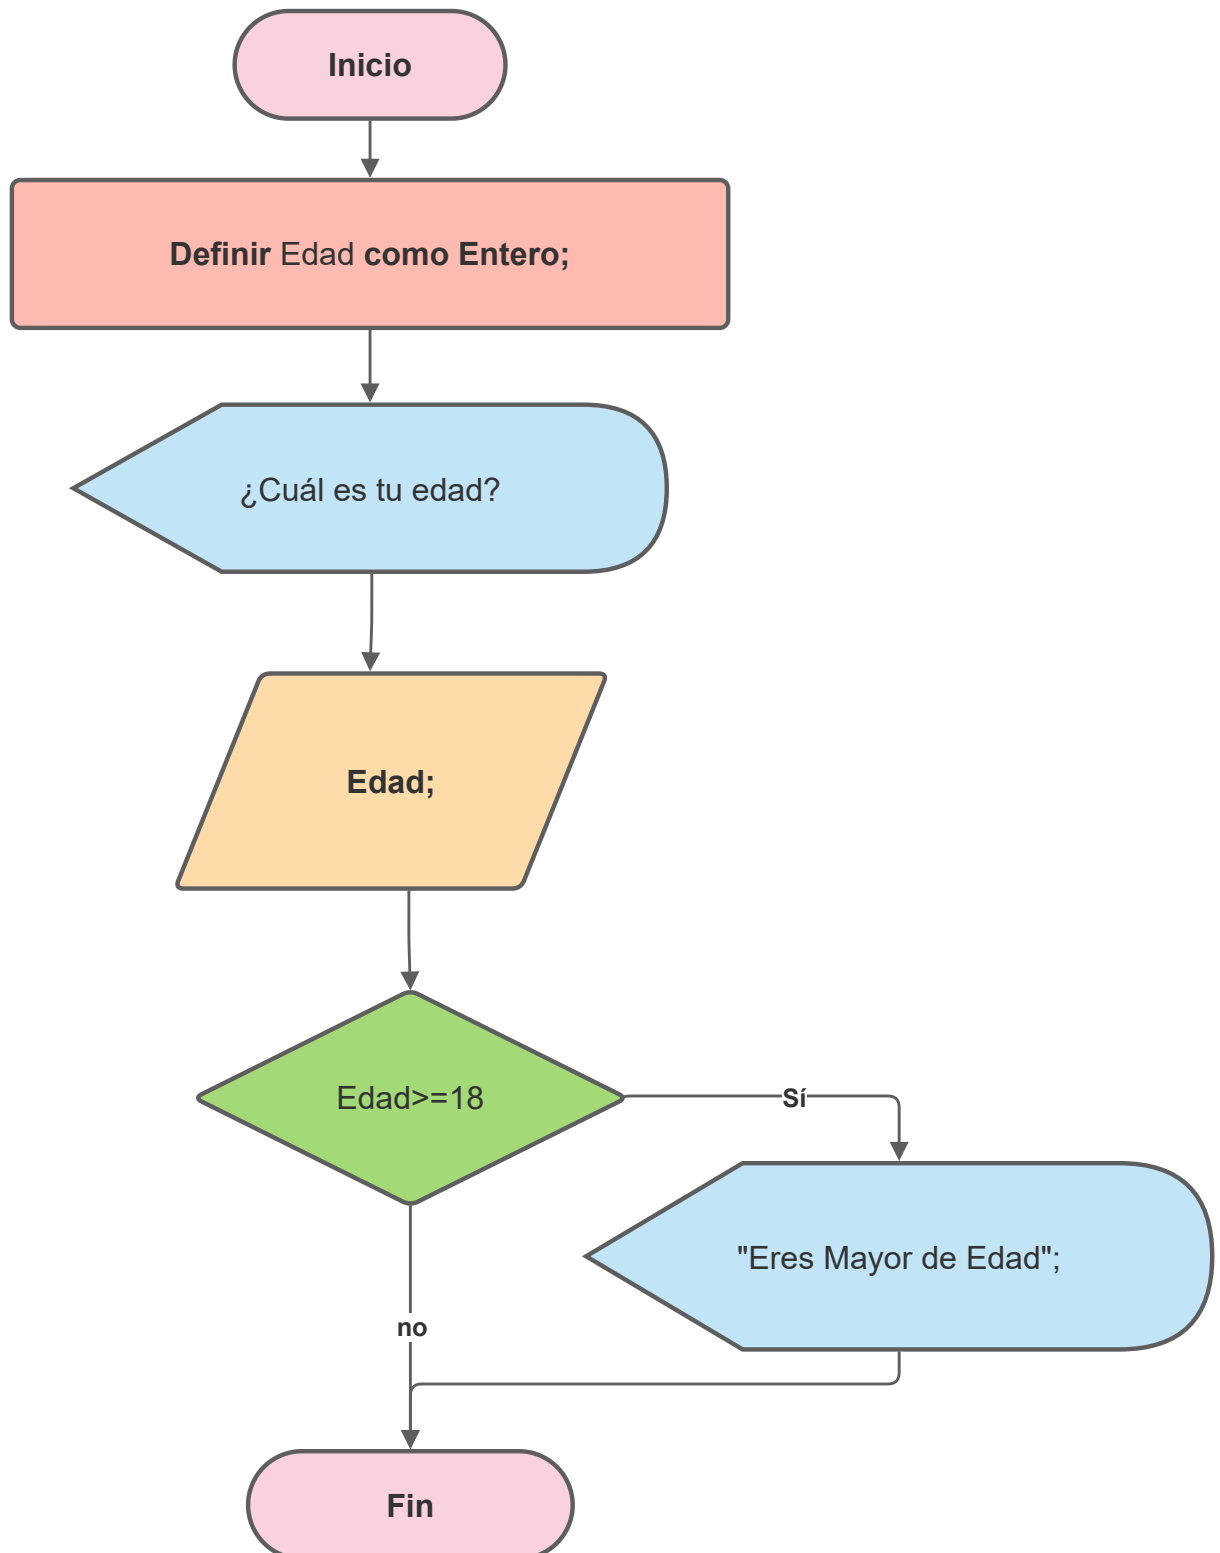 Inicio
Definir Edad como Entero;
¿Cuál es tu edad?
Edad;
Edad>=18
Sí
"Eres Mayor de Edad";
no
Fin